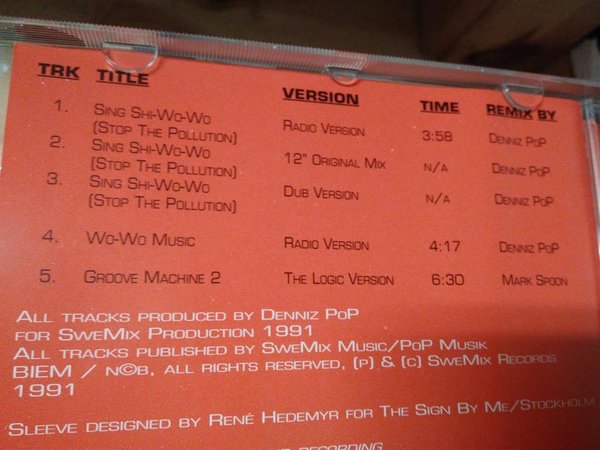 TRK TITLE VERSION TIME REMIX BY
1. SING SHI-WO-WO
(STOP THE POLLUTION) RADIO VERSION 3:58 DENNIZ POP
2. SING SHI-WO-WO
(STOP THE POLLUTION) 12" ORIGINAL MIX N/A DENNIZ POP
3. SING SHI-WO-WO
(STOP THE POLLUTION) DUB VERSION N/A DENNIZ POP
4. WO-WO MUSIC RADIO VERSION 4:17 DENNIZ POP
5. GROOVE MACHINE 2 THE LOGIC VERSION 6:30 MARK SPOON
ALL TRACKS PRODUCED BY DENNIZ POP
FOR SWEMIX PRODUCTION 1991
ALL TRACKS PUBLISHED BY SWEMIX MUSIC/POP MUSIK
BIEM / N©B, ALL RIGHTS RESERVED, (P) & (C) SWEMIX RECORDS
1991
SLEEVE DESIGNED BY RENÉ HEDEMYR FOR THE SIGN BY ME/STOCKHOLM
RECORDING